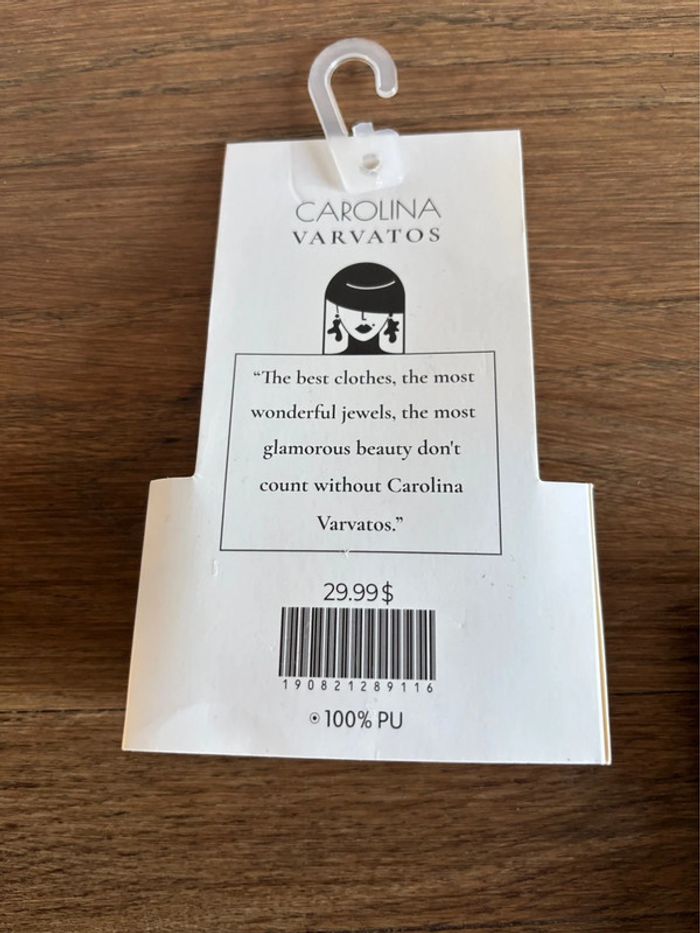 CAROLINA
VARVATOS
“The best clothes, the most
wonderful jewels, the most
glamorous beauty don't
count without Carolina
Varvatos.”
29.99$
190821289116
100% PU